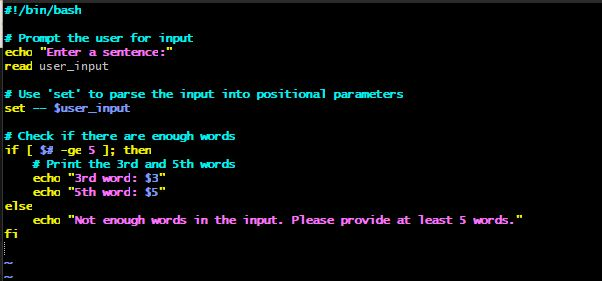 #!/bin/bash
# Prompt the user for input
echo "Enter a sentence:"
read user_input
# Use 'set' to parse the input into positional parameters
set -- $user_input
# Check if there are enough words
if [ $# -ge 5 ]; then
    # Print the 3rd and 5th words
    echo "3rd word: $3"
    echo "5th word: $5"
else
    echo "Not enough words in the input. Please provide at least 5 words."
fi
~
~